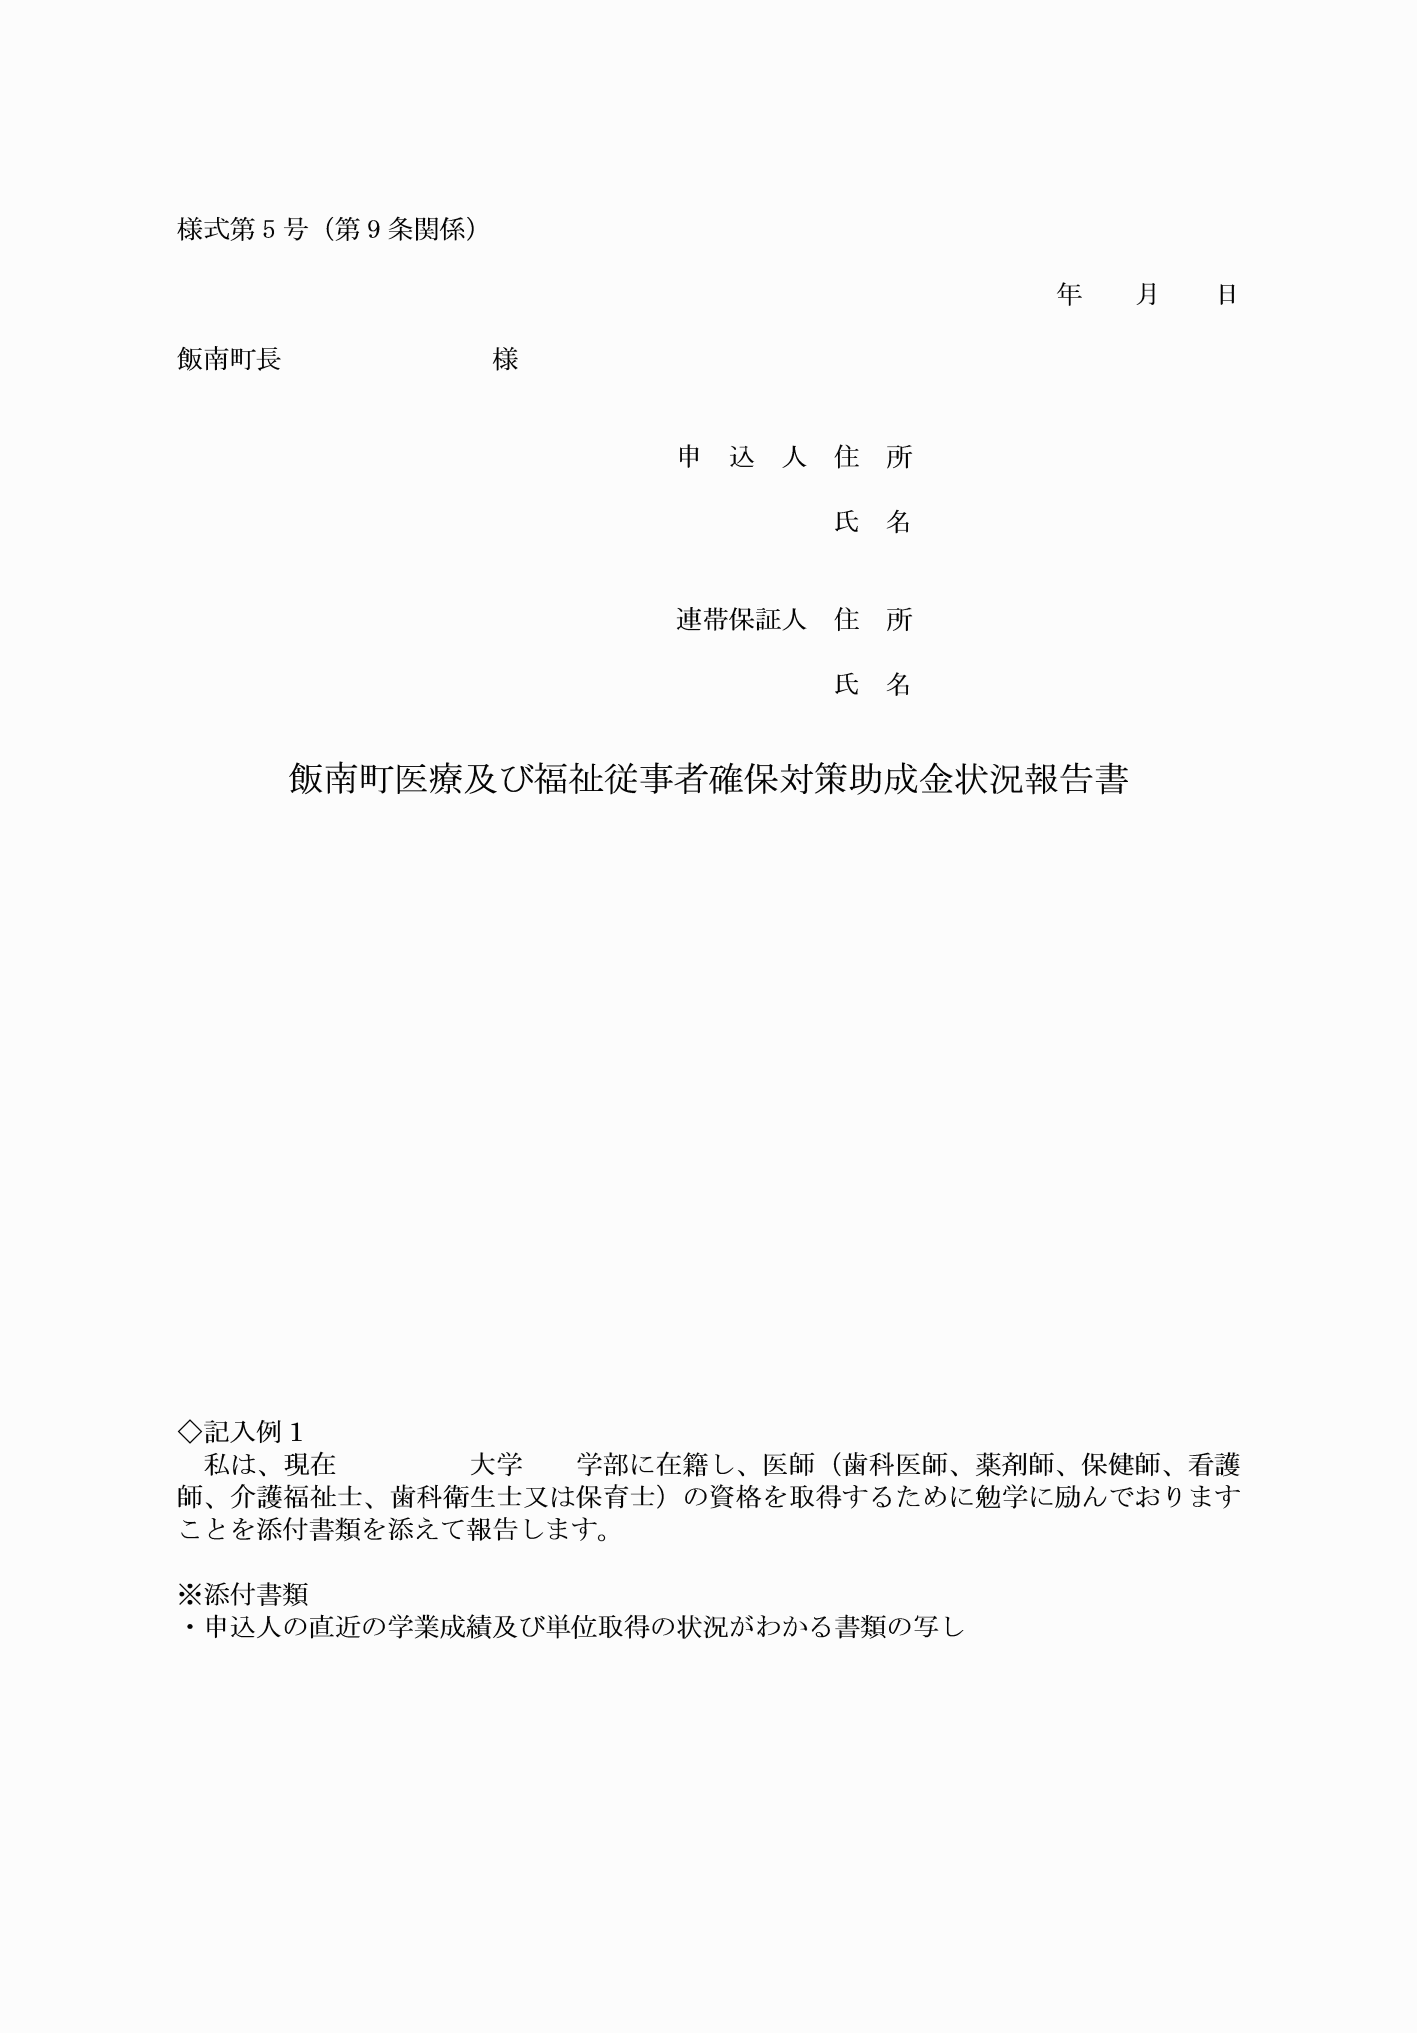 様式第５号（第９条関係）
年　　月　　日
飯南町長　　　　　　　　様
申　込　人　住　所
氏　名
連帯保証人　住　所
氏　名
飯南町医療及び福祉従事者確保対策助成金状況報告書
◇記入例１
　私は、現在　　　　　大学　　学部に在籍し、医師（歯科医師、薬剤師、保健師、看護
師、介護福祉士、歯科衛生士又は保育士）の資格を取得するために勉学に励んでおります
ことを添付書類を添えて報告します。
※添付書類
・申込人の直近の学業成績及び単位取得の状況がわかる書類の写し